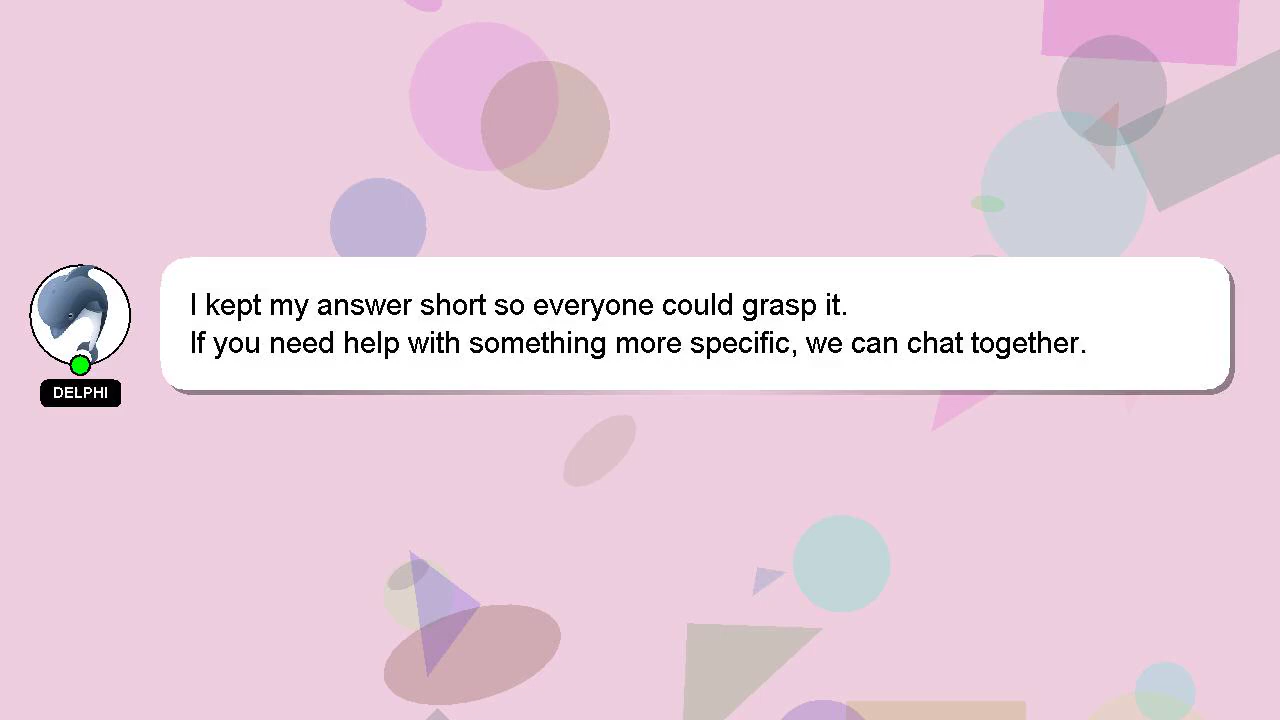 I kept my answer short so everyone could grasp it.
If you need help with something more specific, we can chat together.
DELPHI